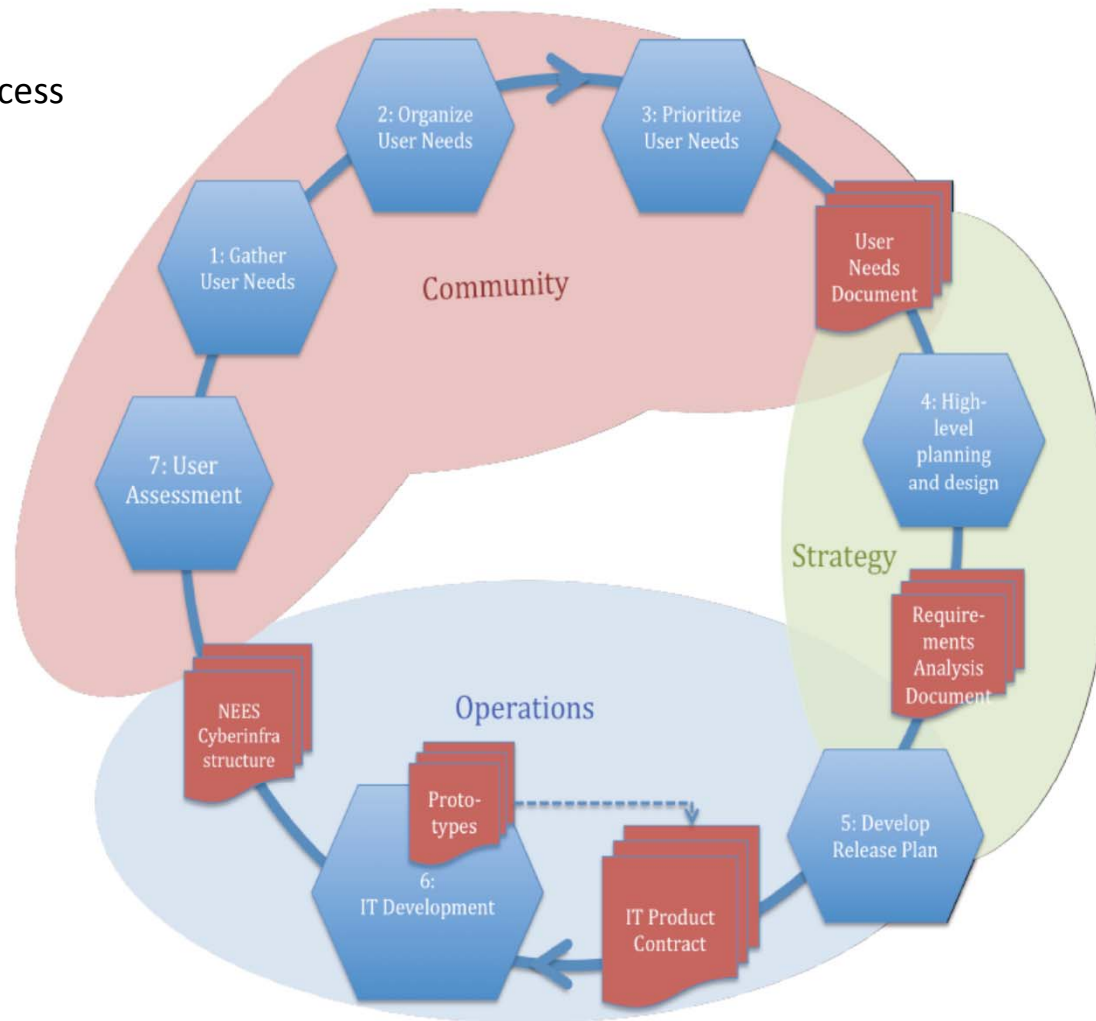 cess
2: Organize
User Needs
3: Prioritize
User Needs
1: Gather
User Needs
User
Needs
Document
Community
4: High-
level
planning
and design
7: User
Assessment
Strategy
Require-
ments
Analysis
Document
NEES
Cyberinfra
structure
Operations
Proto-
types
5: Develop
Release Plan
6:
IT Development
IT Product
Contract